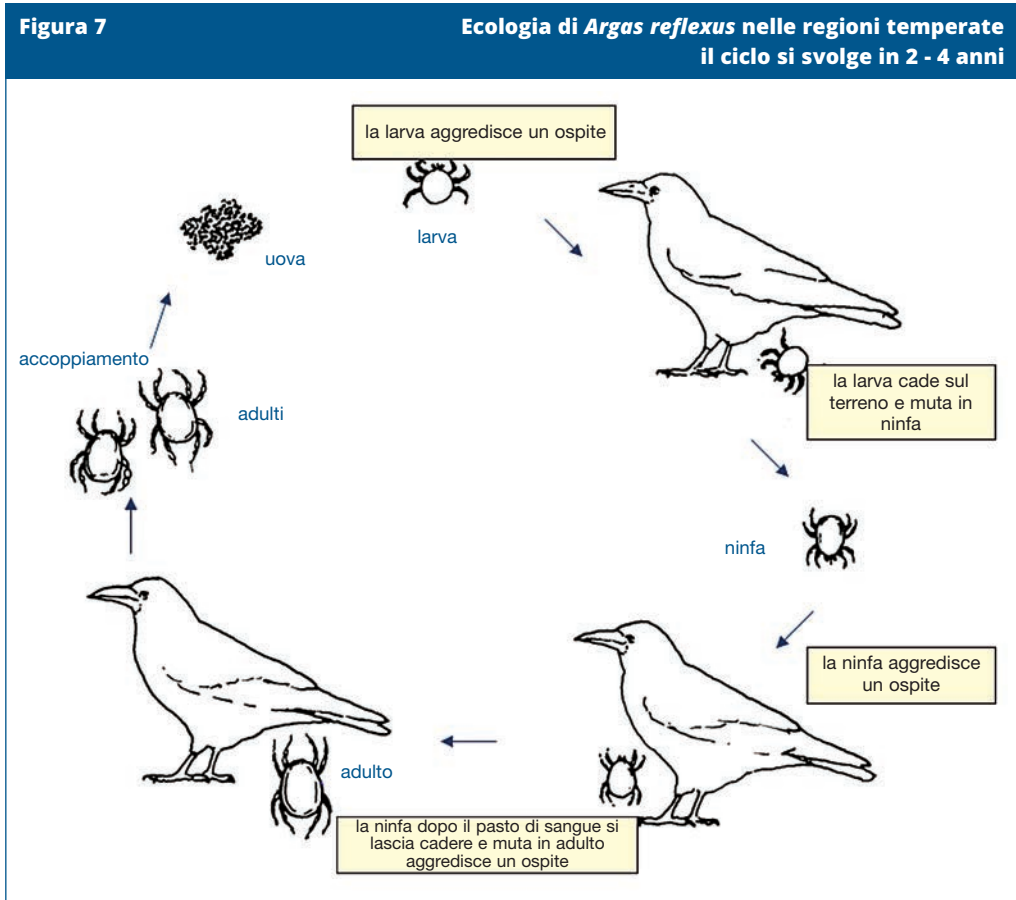 Figura 7
Ecologia di Argas reflexus nelle regioni temperate
il ciclo si svolge in 2 - 4 anni
la larva aggredisce un ospite
larva
uova
accoppiamento
adulti
la larva cade sul
terreno e muta in
ninfa
ninfa
la ninfa aggredisce
un ospite
adulto
la ninfa dopo il pasto di sangue si
lascia cadere e muta in adulto
aggredisce un ospite